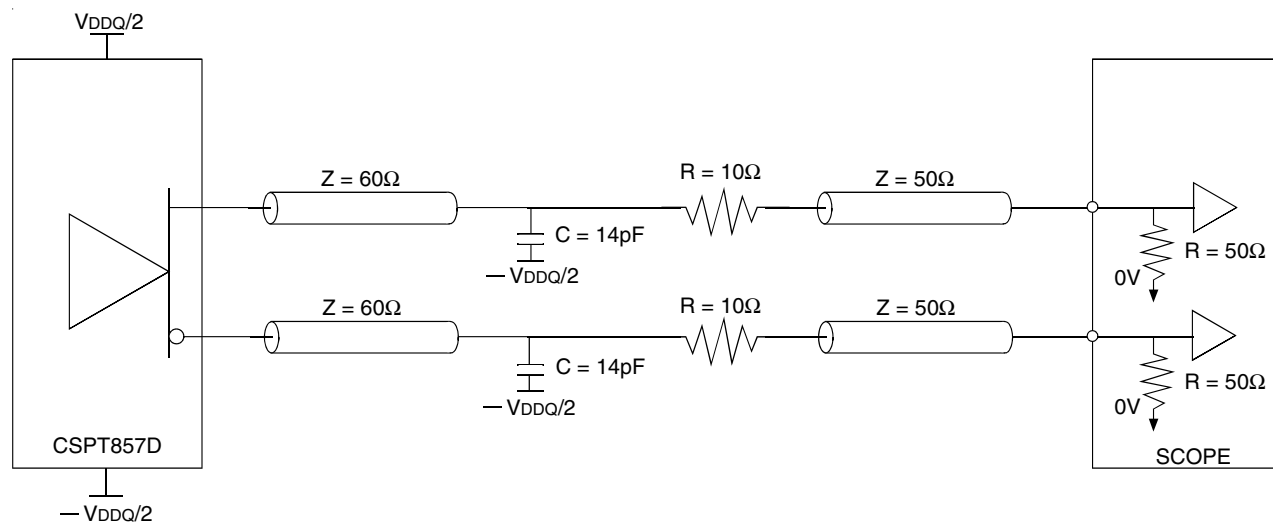 VDDQ/2
Z = 60Ω
R = 10Ω
Z = 50Ω
C = 14pF
R = 50Ω
– VDDQ/2
0V
Z = 60Ω
R = 10Ω
Z = 50Ω
C = 14pF
R = 50Ω
– VDDQ/2
0V
CSPT857D
SCOPE
– VDDQ/2